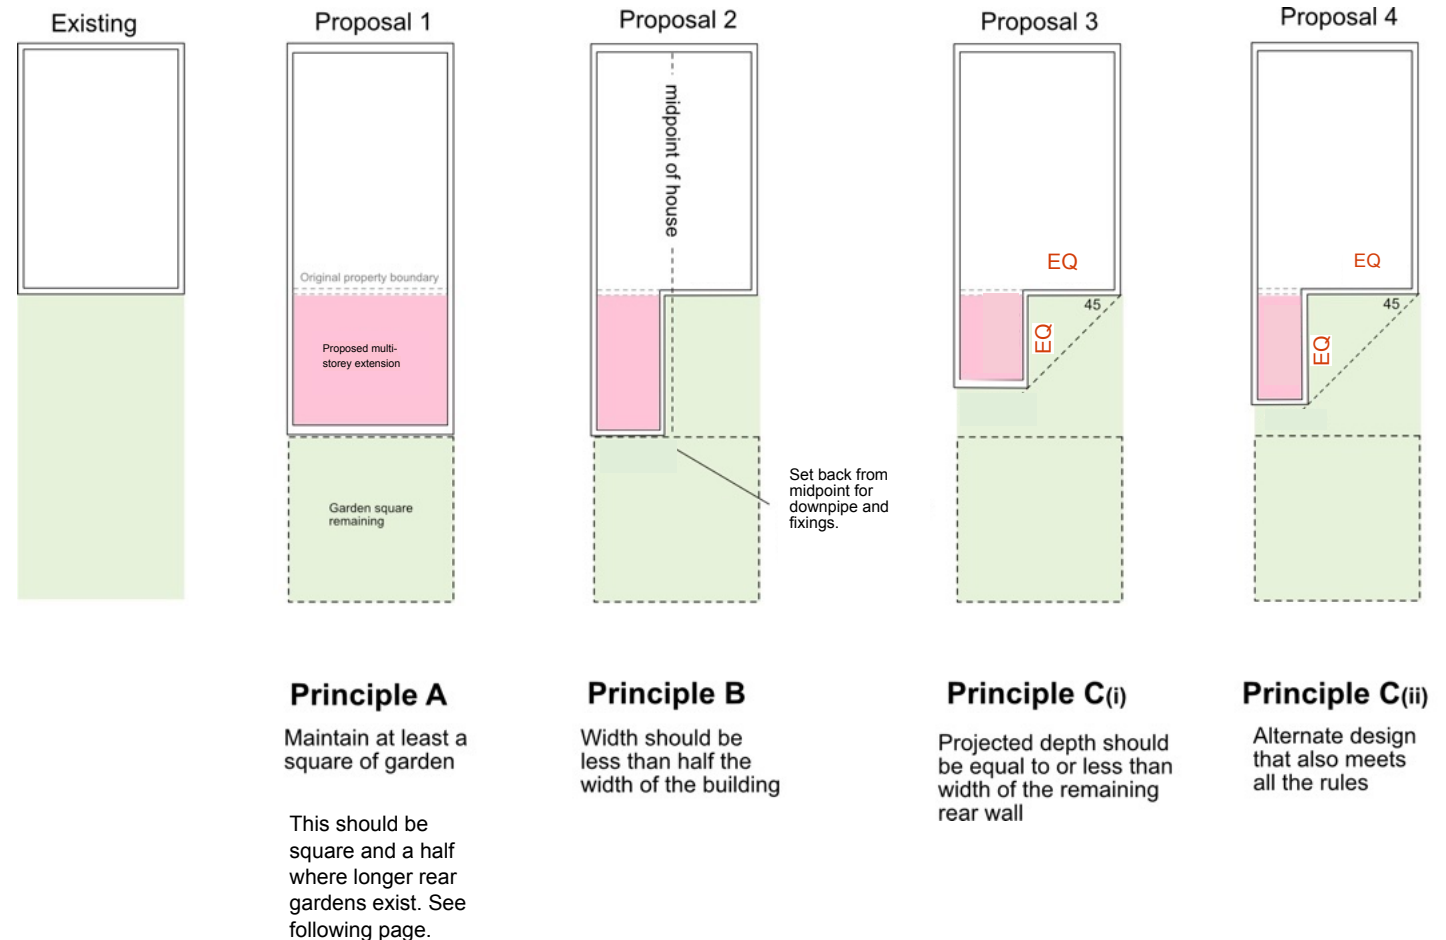 Existing
Proposal 1
Proposal 2
Proposal 3
Proposal 4
midpoint of house
Original property boundary
Proposed multi-
storey extension
Garden square
remaining
Set back from
midpoint for
downpipe and
fixings.
EQ
45
EQ
EQ
45
EQ
Principle A
Maintain at least a
square of garden
This should be
square and a half
where longer rear
gardens exist. See
following page.
Principle B
Width should be
less than half the
width of the building
Principle C(i)
Projected depth should
be equal to or less than
width of the remaining
rear wall
Principle C(ii)
Alternate design
that also meets
all the rules